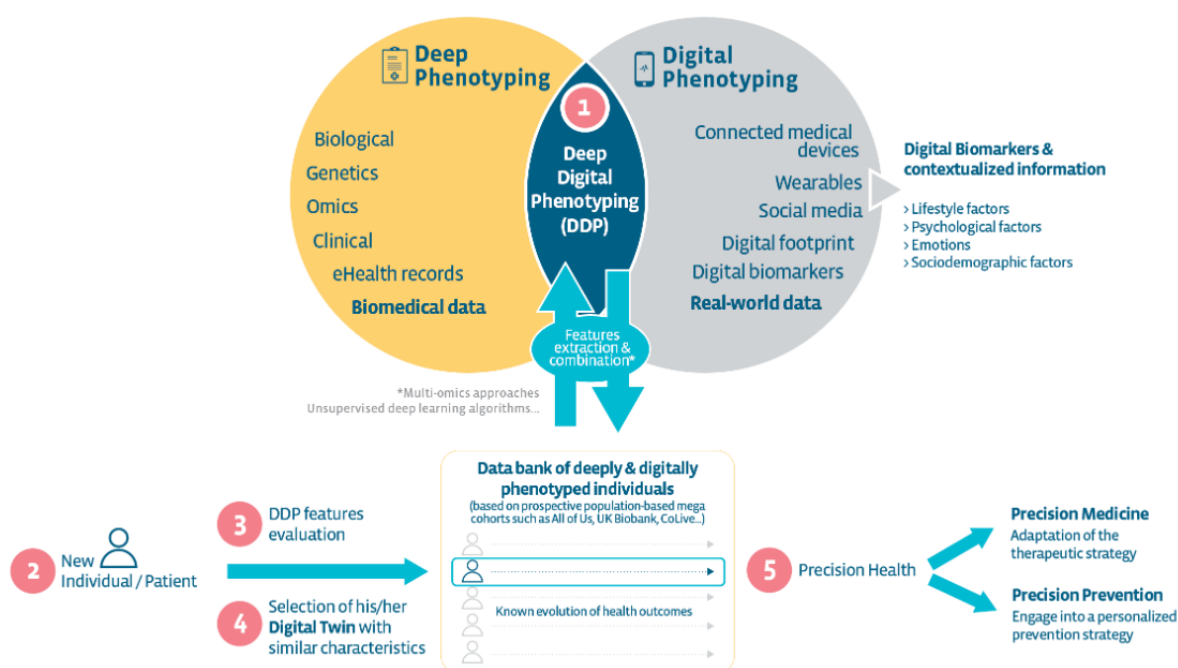 Deep
Phenotyping
Digital
Phenotyping
1
Deep
Digital
Phenotyping
(DDP)
Biological
Genetics
Omics
Clinical
eHealth records
Biomedical data
Connected medical
devices
Wearables
Social media
Digital footprint
Digital biomarkers
Real-world data
Digital Biomarkers &
contextualized information
> Lifestyle factors
> Psychological factors
> Emotions
> Sociodemographic factors
Features
extraction &
combination*
*Multi-omics approaches
Unsupervised deep learning algorithms...
2
New
Individual / Patient
3
DDP features
evaluation
4
Selection of his/her
Digital Twin with
similar characteristics
Data bank of deeply & digitally
phenotyped individuals
(based on prospective population-based mega
cohorts such as All of Us, UK Biobank, CoLive...)
Known evolution of health outcomes
5
Precision Health
Precision Medicine
Adaptation of the
therapeutic strategy
Precision Prevention
Engage into a personalized
prevention strategy